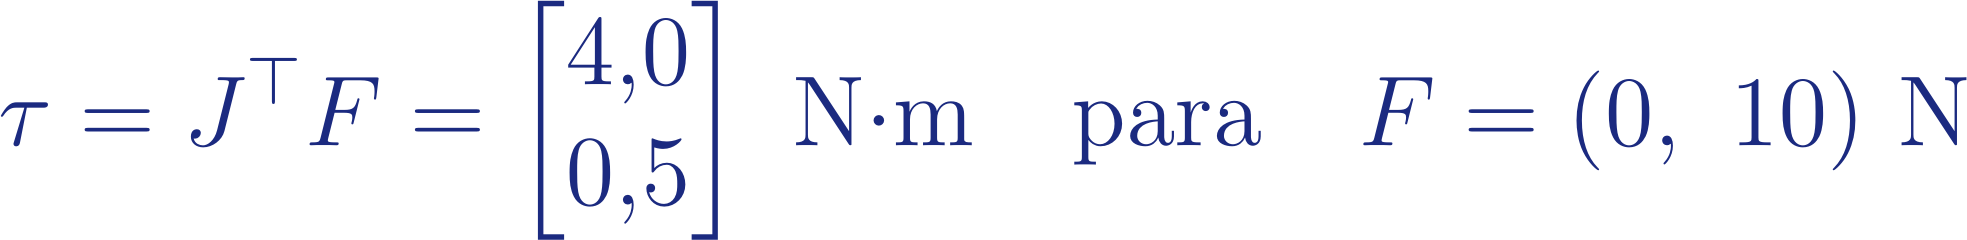 τ = J⊤F = [4,0 0,5] N·m para F = (0, 10) N